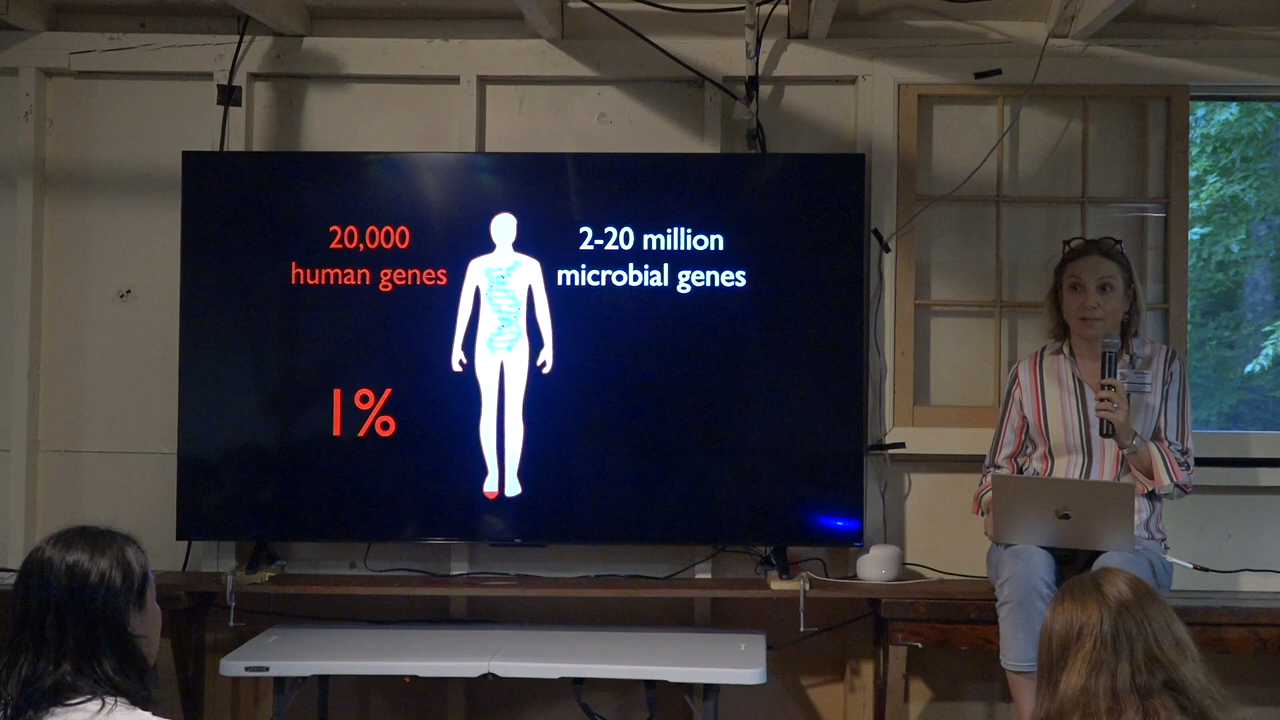 20,000
human genes
2-20 million
microbial genes
1%